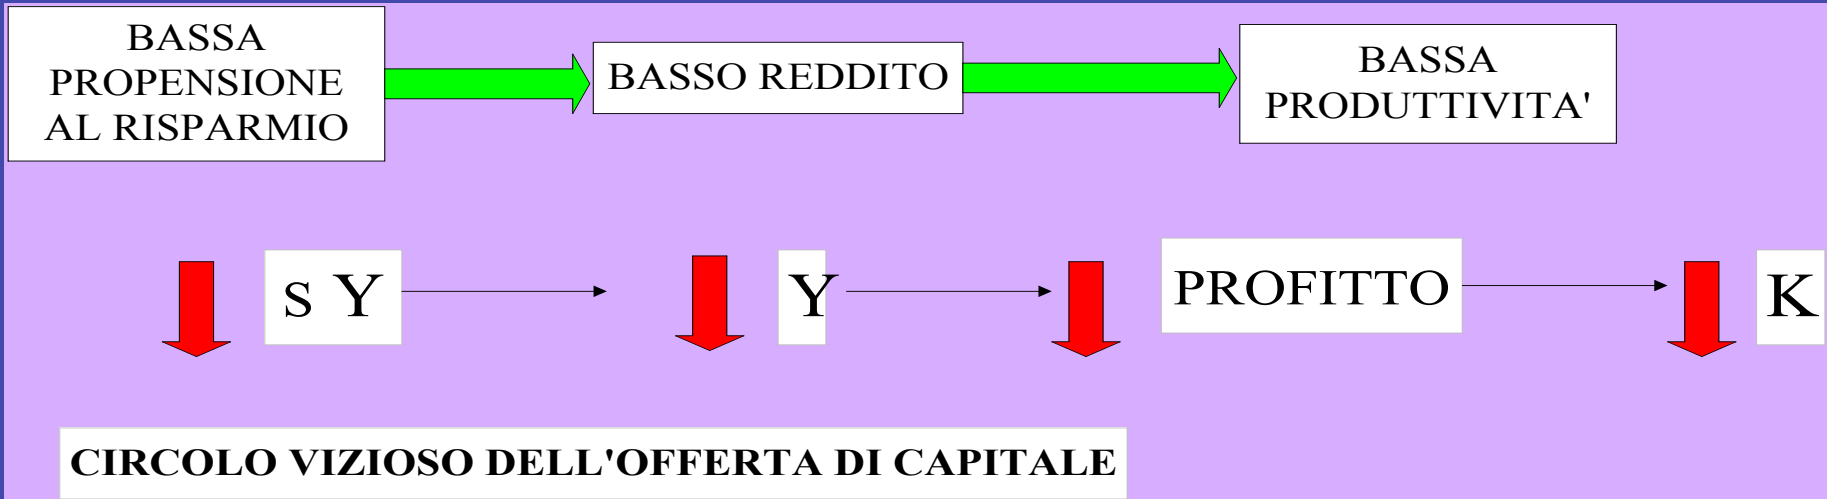 BASSA
PROPENSIONE
AL RISPARMIO
BASSO REDDITO
BASSA
PRODUTTIVITA'
s Y
Y
PROFITTO
K
CIRCOLO VIZIOSO DELL'OFFERTA DI CAPITALE